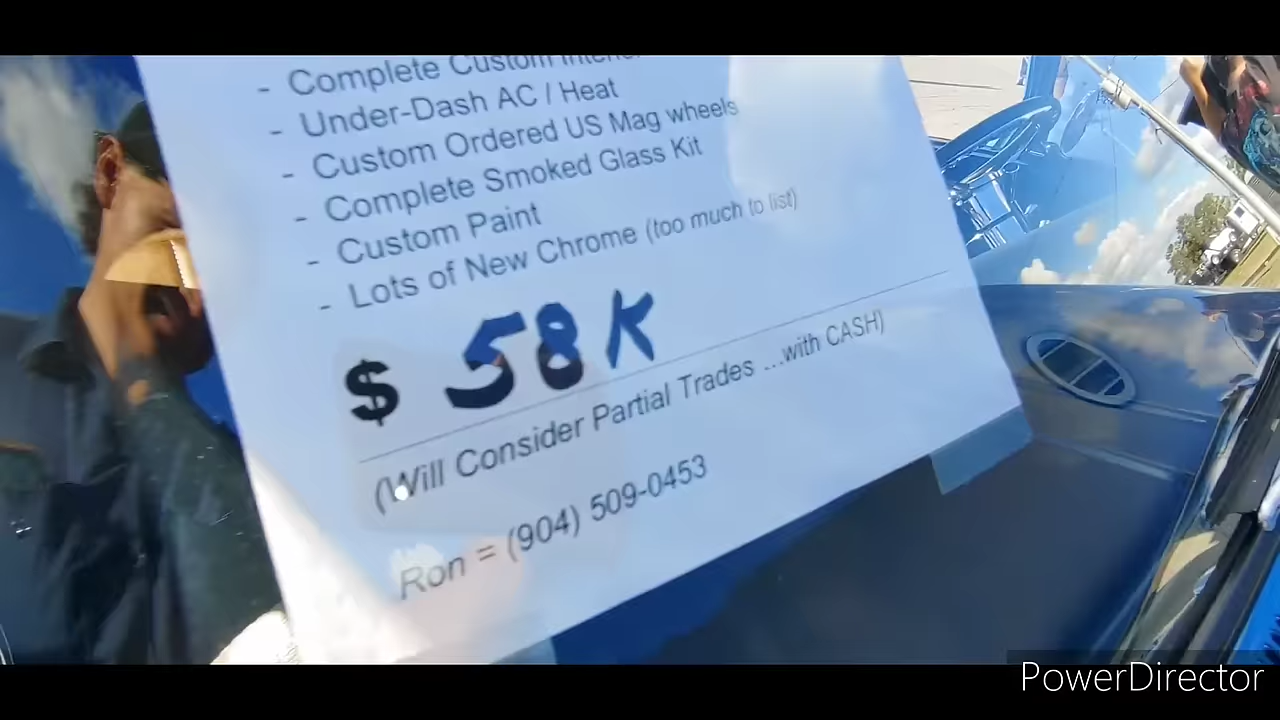 - Complete Custom Interior
- Under-Dash AC / Heat
- Custom Ordered US Mag wheels
- Complete Smoked Glass Kit
- Custom Paint
- Lots of New Chrome (too much to list)
$ 58K
(Will Consider Partial Trades ...with CASH)
Ron = (904) 509-0453
PowerDirector